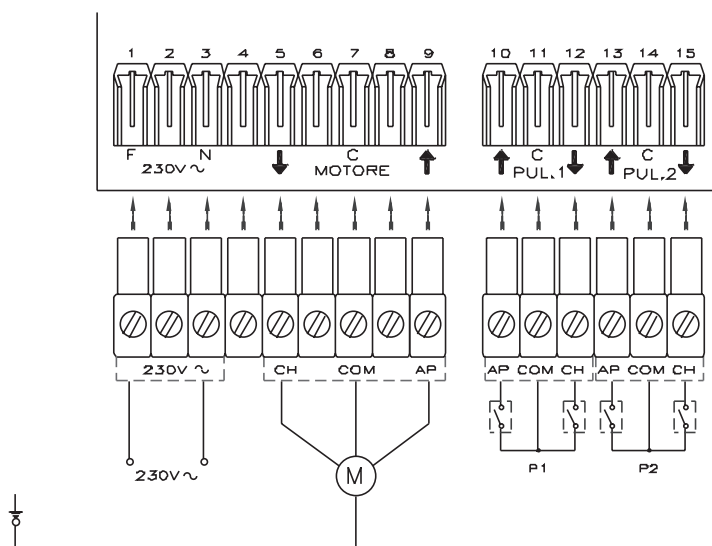 1 2 3 4 5 6 7 8 9 10 11 12 13 14 15
F N C C C
230V~ MOTORE PUL.1 PUL.2
230V ~ CH COM AP AP COM CH AP COM CH
P1 P2
230V~ M